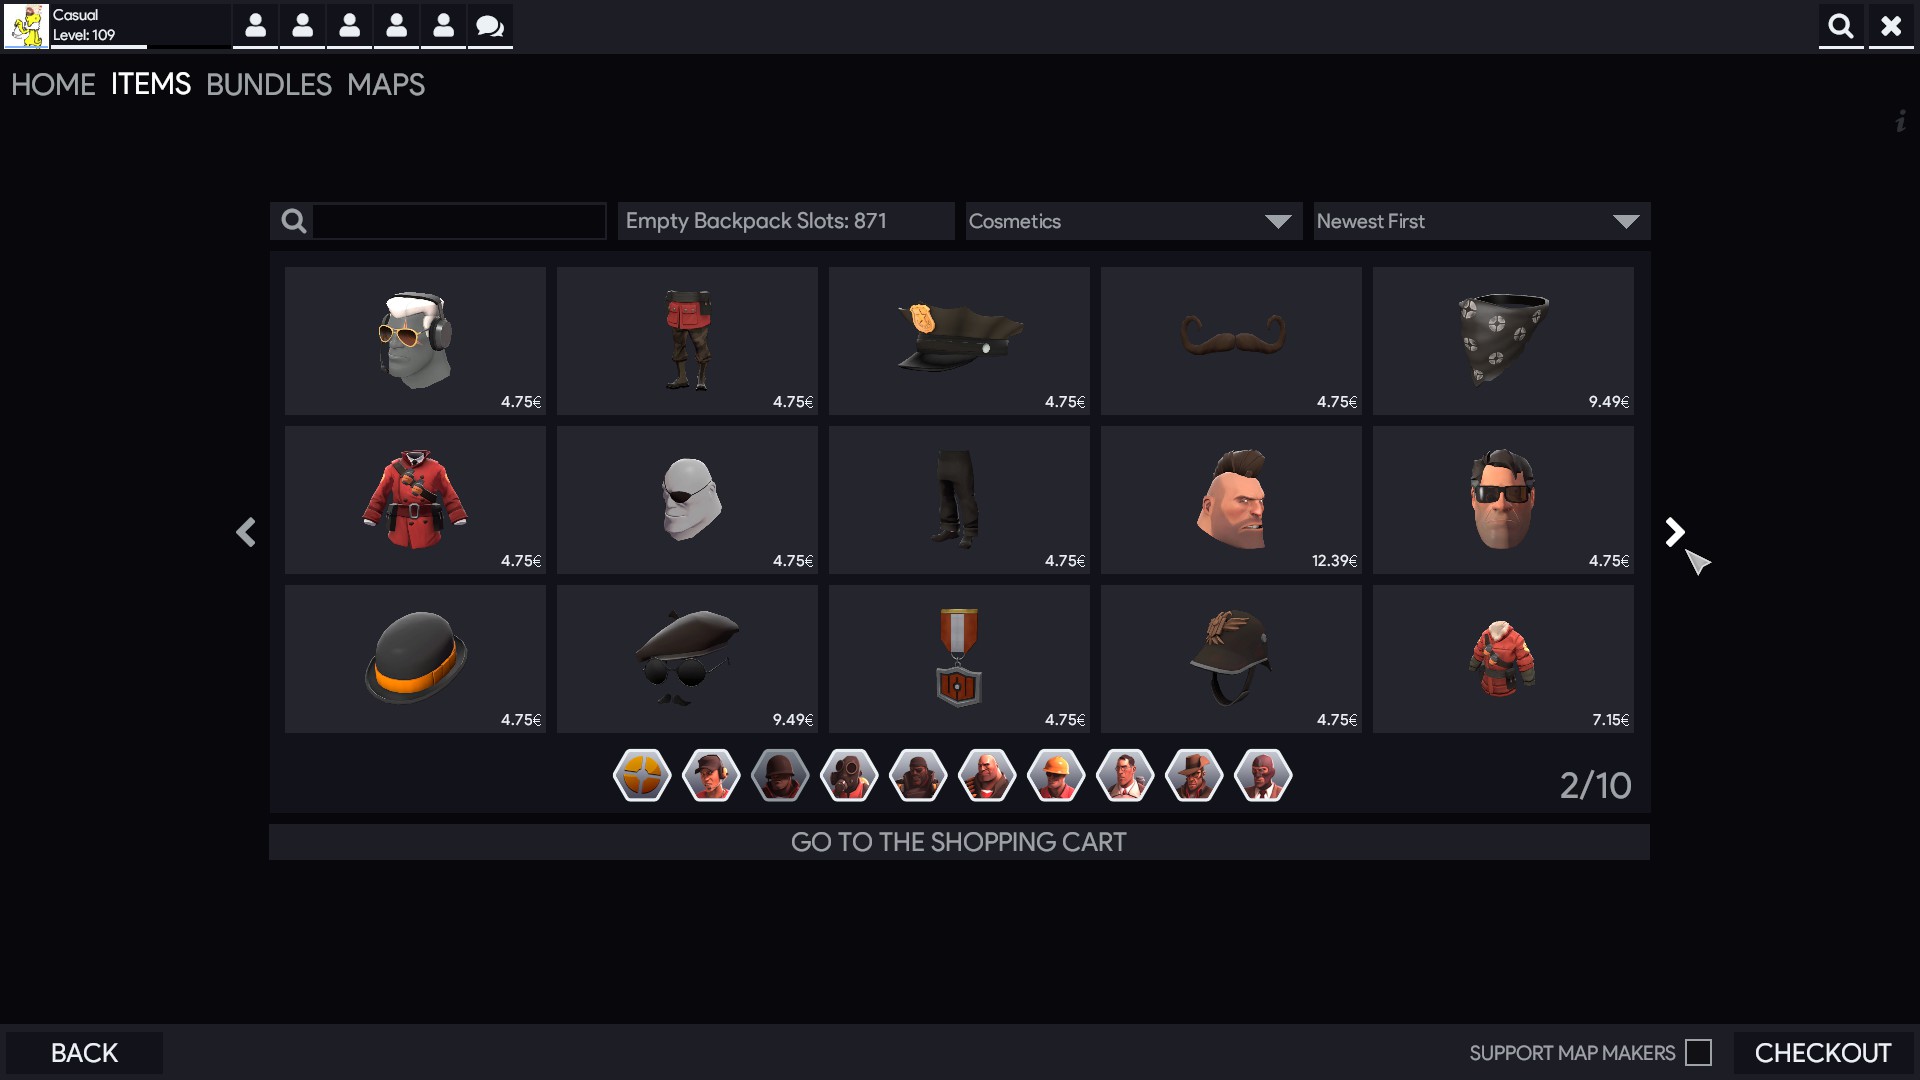 Casual
Level: 109
HOME ITEMS BUNDLES MAPS
i
Empty Backpack Slots: 871
Cosmetics
Newest First
4.75€
4.75€
4.75€
4.75€
9.49€
4.75€
4.75€
4.75€
12.39€
4.75€
4.75€
9.49€
4.75€
4.75€
7.15€
2/10
GO TO THE SHOPPING CART
BACK
SUPPORT MAP MAKERS
CHECKOUT